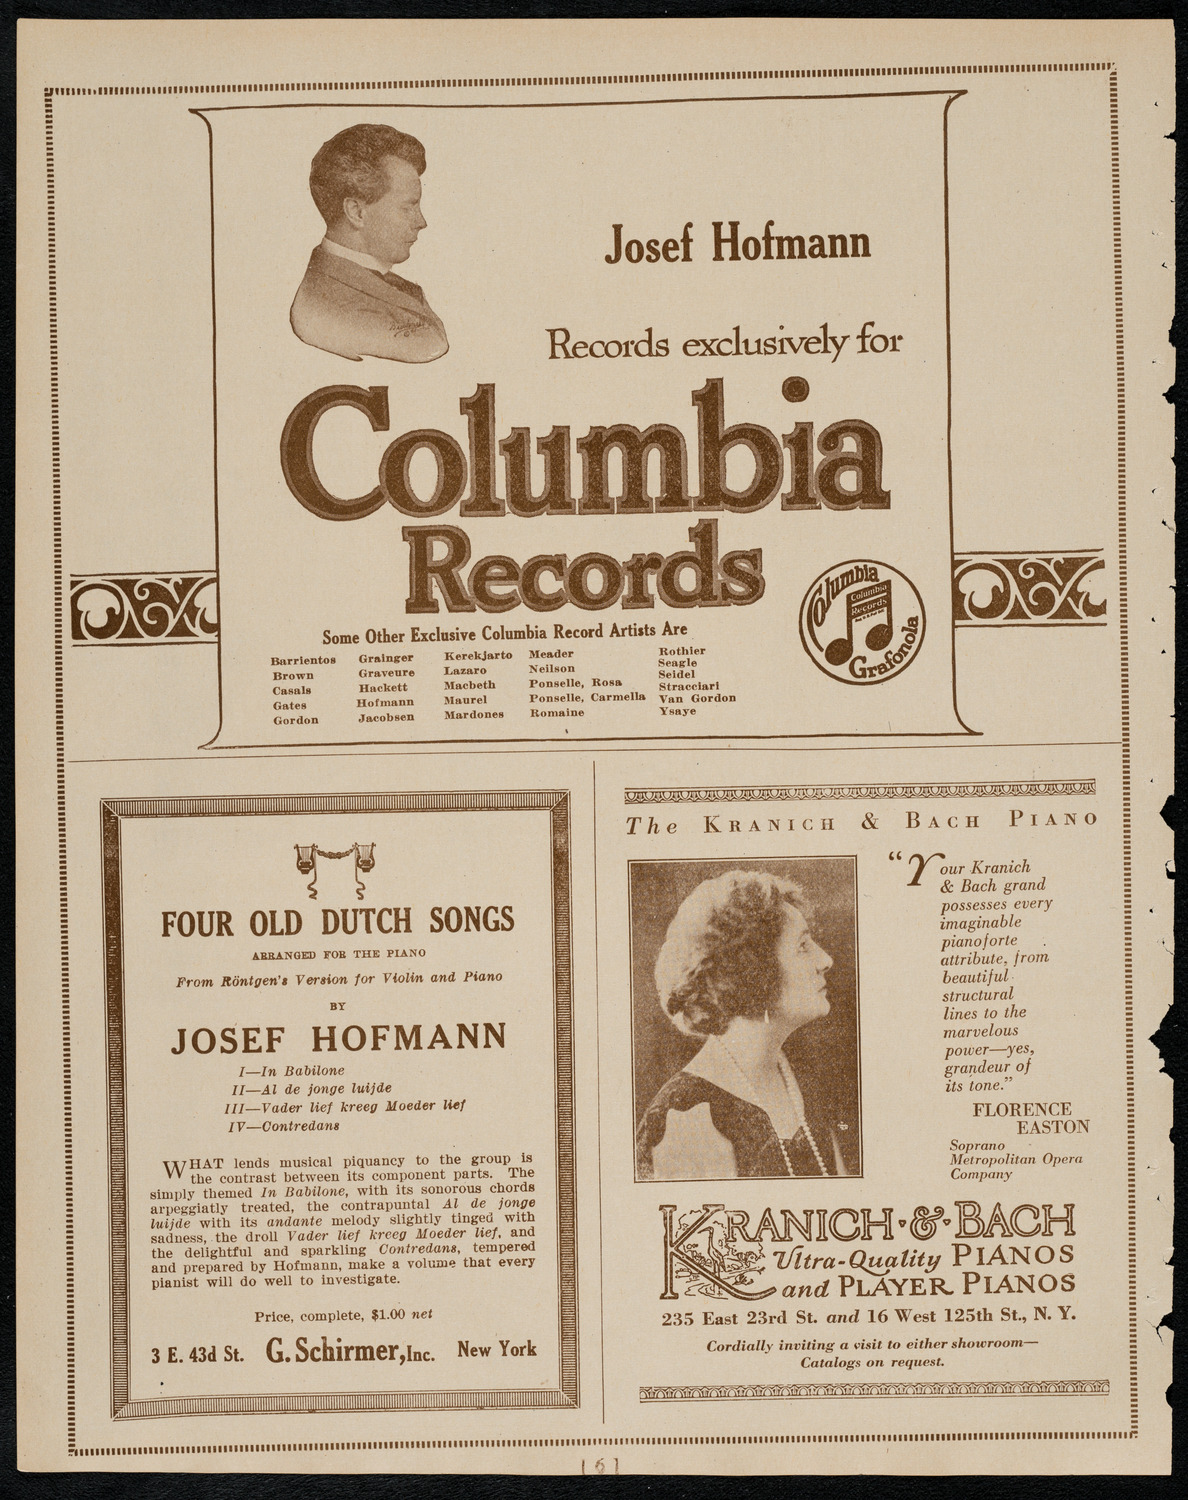 Josef Hofmann
Records exclusively for
Columbia
Records
Columbia
Columbia
Records
Grafonola
Some Other Exclusive Columbia Record Artists Are
Barrientos
Brown
Casals
Gates
Gordon
Grainger
Graveure
Hackett
Hofmann
Jacobsen
Kerekjarto
Lazaro
Macbeth
Maurel
Mardones
Meader
Neilson
Ponselle, Rosa
Ponselle, Carmella
Romaine
Rothier
Seagle
Seidel
Stracciari
Van Gordon
Ysaye
FOUR OLD DUTCH SONGS
ARRANGED FOR THE PIANO
From Röntgen's Version for Violin and Piano
BY
JOSEF HOFMANN
I—In Babilone
II—Al de jonge luijde
III—Vader lief kreeg Moeder lief
IV—Contredans
WHAT lends musical piquancy to the group is
the contrast between its component parts. The
simply themed In Babilone, with its sonorous chords
arpeggiatly treated, the contrapuntal Al de jonge
luijde with its andante melody slightly tinged with
sadness, the droll Vader lief kreeg Moeder lief, and
the delightful and sparkling Contredans, tempered
and prepared by Hofmann, make a volume that every
pianist will do well to investigate.
Price, complete, $1.00 net
3 E. 43d St. G. Schirmer, Inc. New York
The KRANICH & BACH PIANO
"Your Kranich
& Bach grand
possesses every
imaginable
pianoforte
attribute, from
beautiful
structural
lines to the
marvelous
power—yes,
grandeur of
its tone."
FLORENCE
EASTON
Soprano
Metropolitan Opera
Company
KRANICH·&·BACH
Ultra-Quality PIANOS
and PLAYER PIANOS
235 East 23rd St. and 16 West 125th St., N. Y.
Cordially inviting a visit to either showroom—
Catalogs on request.
[6]